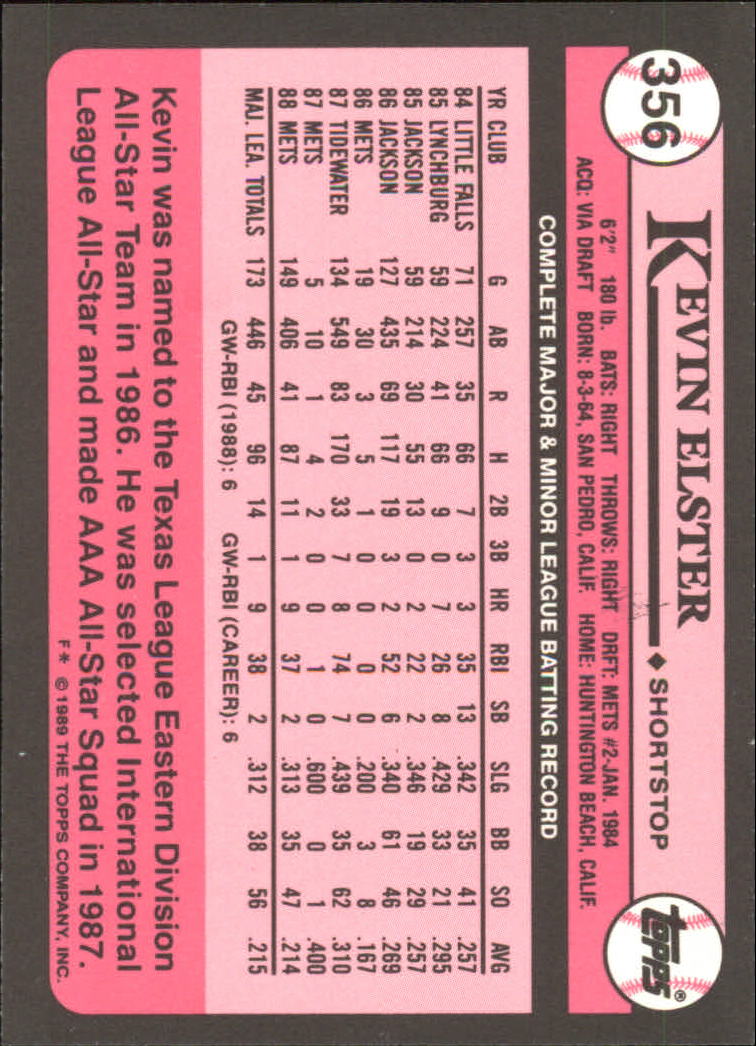 356
KEVIN ELSTER ◆ SHORTSTOP
Topps®
6'2" 180 lb. BATS: RIGHT THROWS: RIGHT DRFT: METS #2-JAN. 1984
ACQ: VIA DRAFT BORN: 8-3-64, SAN PEDRO, CALIF. HOME: HUNTINGTON BEACH, CALIF.
COMPLETE MAJOR & MINOR LEAGUE BATTING RECORD
YR CLUB G AB R H 2B 3B HR RBI SB SLG BB SO AVG
84 LITTLE FALLS 71 257 35 66 7 3 3 35 13 .342 35 41 .257
85 LYNCHBURG 59 224 41 66 9 0 7 26 8 .429 33 21 .295
85 JACKSON 59 214 30 55 13 0 2 22 2 .346 19 29 .257
86 JACKSON 127 435 69 117 19 3 2 52 6 .340 61 46 .269
86 METS 19 30 3 5 1 0 0 0 0 .200 3 8 .167
87 TIDEWATER 134 549 83 170 33 7 8 74 7 .439 35 62 .310
87 METS 5 10 1 4 2 0 0 1 0 .600 0 1 .400
88 METS 149 406 41 87 11 1 9 37 2 .313 35 47 .214
MAJ. LEA. TOTALS 173 446 45 96 14 1 9 38 2 .312 38 56 .215
GW-RBI (1988): 6 GW-RBI (CAREER): 6
Kevin was named to the Texas League Eastern Division
All-Star Team in 1986. He was selected International
League All-Star and made AAA All-Star Squad in 1987.
F* © 1989 THE TOPPS COMPANY, INC.